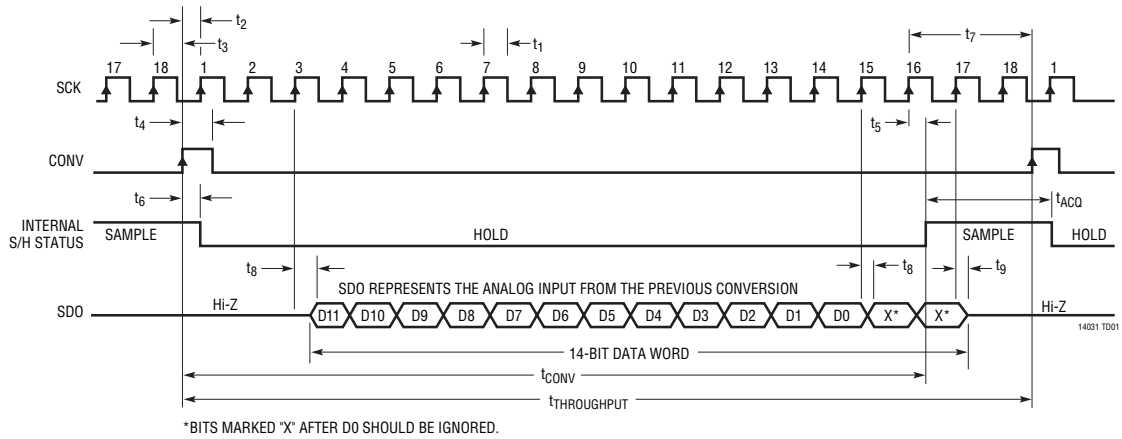 t2
t3
t1
t7
17 18 1 2 3 4 5 6 7 8 9 10 11 12 13 14 15 16 17 18 1
SCK
t4
t5
CONV
t6
tACQ
INTERNAL
S/H STATUS
SAMPLE
HOLD
SAMPLE
HOLD
t8
t8
t9
SDO REPRESENTS THE ANALOG INPUT FROM THE PREVIOUS CONVERSION
SDO
Hi-Z
D11 D10 D9 D8 D7 D6 D5 D4 D3 D2 D1 D0 X* X*
Hi-Z
14031 TD01
14-BIT DATA WORD
tCONV
tTHROUGHPUT
*BITS MARKED "X" AFTER D0 SHOULD BE IGNORED.